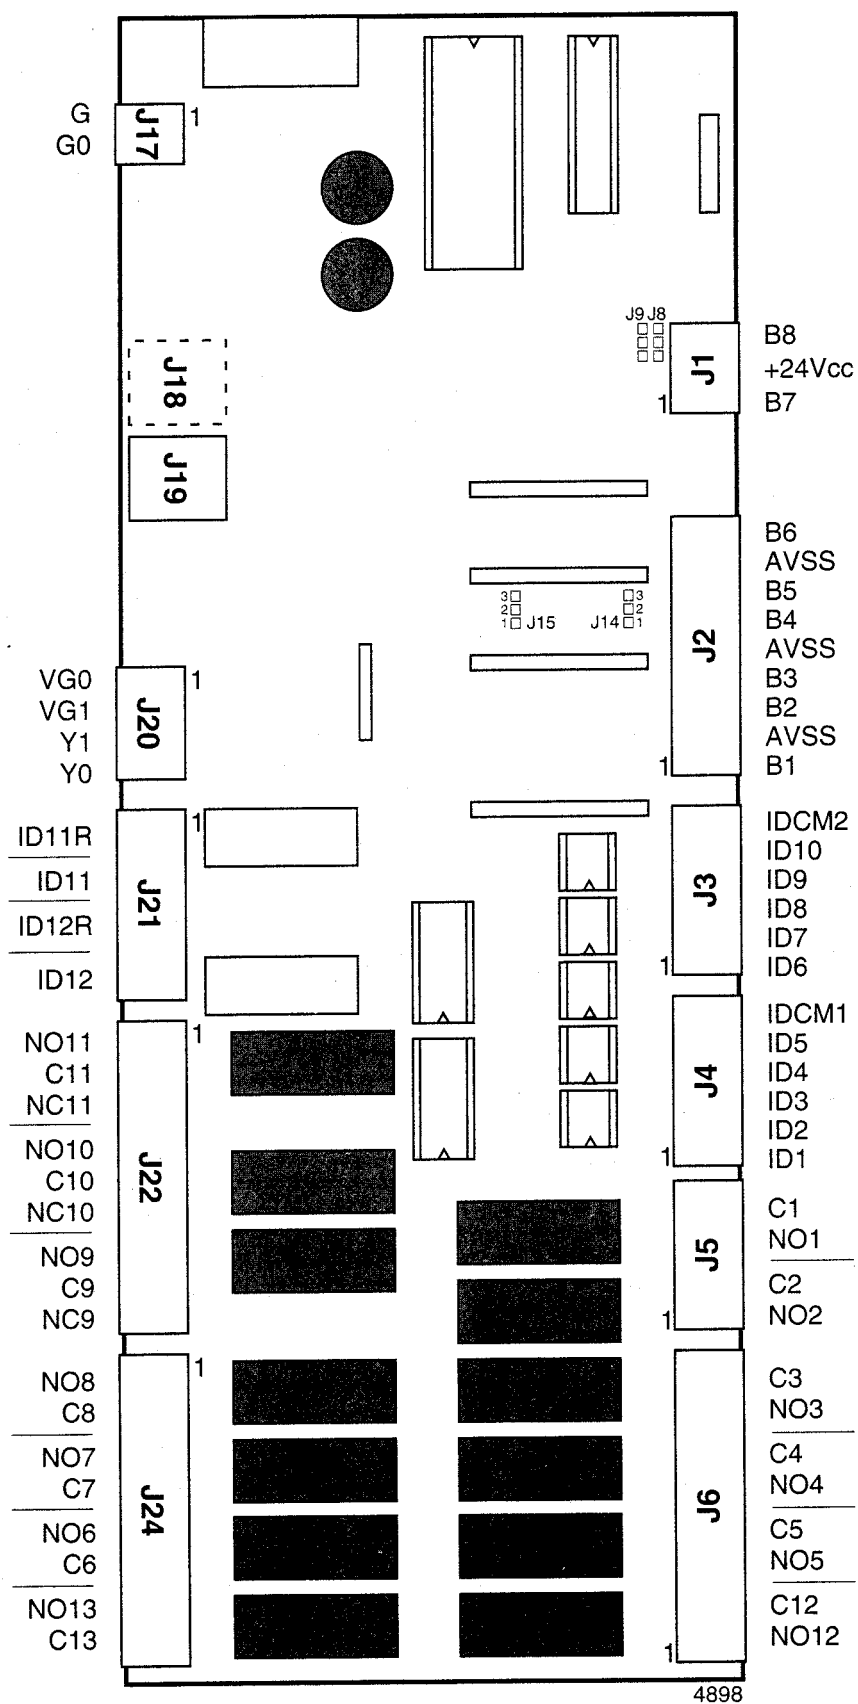 G
G0
J17
1
J18
J19
VG0
VG1
Y1
Y0
J20
1
ID11R
ID11
ID12R
ID12
J21
1
NO11
C11
NC11
NO10
C10
NC10
NO9
C9
NC9
J22
1
NO8
C8
NO7
C7
NO6
C6
NO13
C13
J24
1
J9 J8
J1
1
B8
+24Vcc
B7
3
2
1 J15
3
2
J14 1
J2
1
B6
AVSS
B5
B4
AVSS
B3
B2
AVSS
B1
J3
1
IDCM2
ID10
ID9
ID8
ID7
ID6
J4
1
IDCM1
ID5
ID4
ID3
ID2
ID1
J5
1
C1
NO1
C2
NO2
J6
1
C3
NO3
C4
NO4
C5
NO5
C12
NO12
4898